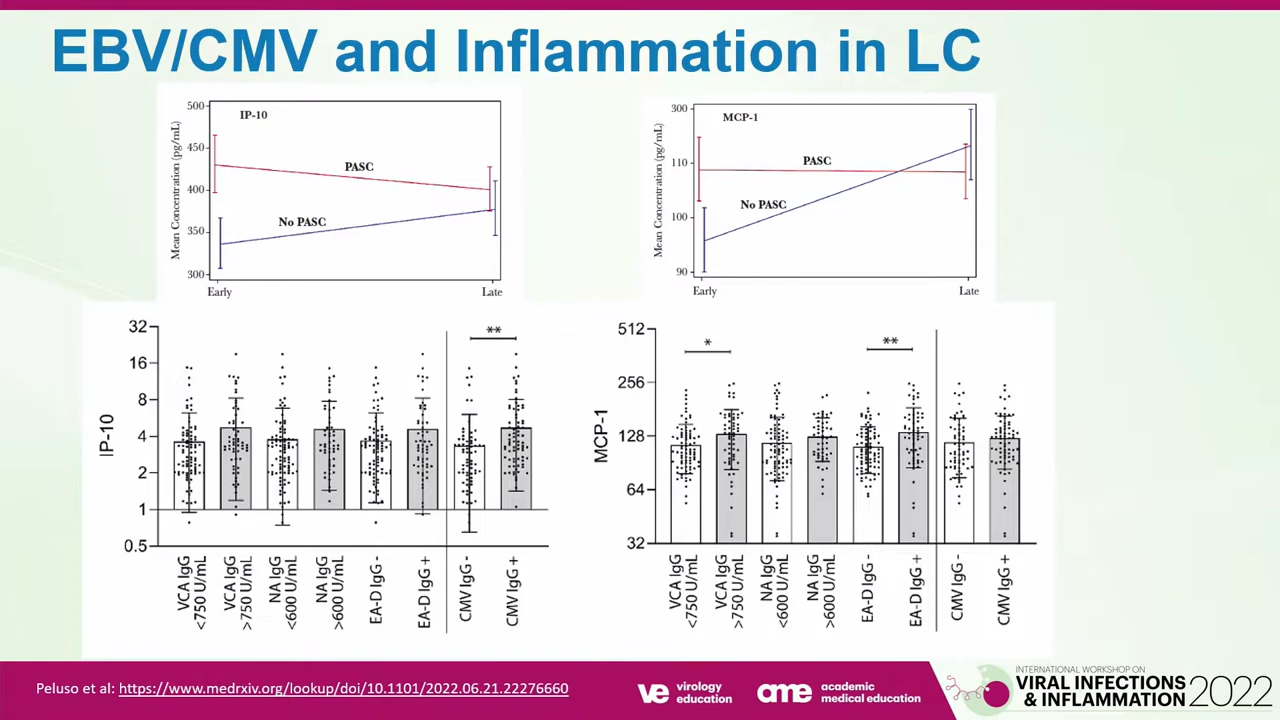 EBV/CMV and Inflammation in LC
IP-10
500
450
400
350
300
Mean Concentration (pg/mL)
PASC
No PASC
Early
Late
MCP-1
300
110
100
90
Mean Concentration (pg/mL)
PASC
No PASC
Early
Late
IP-10
32
16
8
4
2
1
0.5
**
VCA IgG
<750 U/mL
VCA IgG
>750 U/mL
NA IgG
<600 U/mL
NA IgG
>600 U/mL
EA-D IgG -
EA-D IgG +
CMV IgG -
CMV IgG +
MCP-1
512
256
128
64
32
*
**
VCA IgG
<750 U/mL
VCA IgG
>750 U/mL
NA IgG
<600 U/mL
NA IgG
>600 U/mL
EA-D IgG -
EA-D IgG +
CMV IgG -
CMV IgG +
Peluso et al: https://www.medrxiv.org/lookup/doi/10.1101/2022.06.21.22276660
ve virology
education
ame academic
medical education
INTERNATIONAL WORKSHOP ON
VIRAL INFECTIONS
& INFLAMMATION 2022